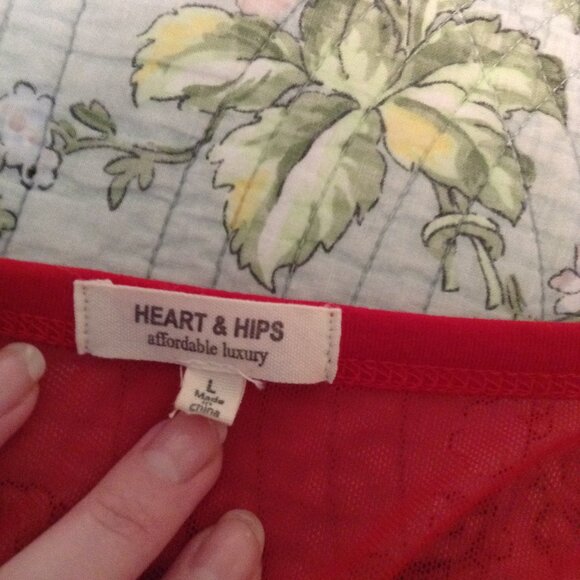 HEART & HIPS
affordable luxury
L
Made
in
China